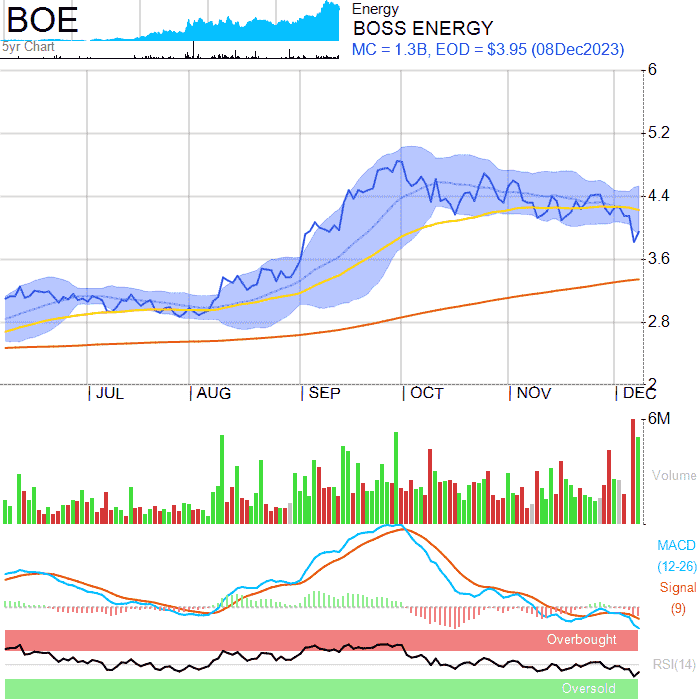 BOE
5yr Chart
Energy
BOSS ENERGY
MC = 1.3B, EOD = $3.95 (08Dec2023)
6
5.2
4.4
3.6
2.8
2
JUL AUG SEP OCT NOV DEC
6M
Volume
MACD
(12-26)
Signal
(9)
Overbought
RSI(14)
Oversold